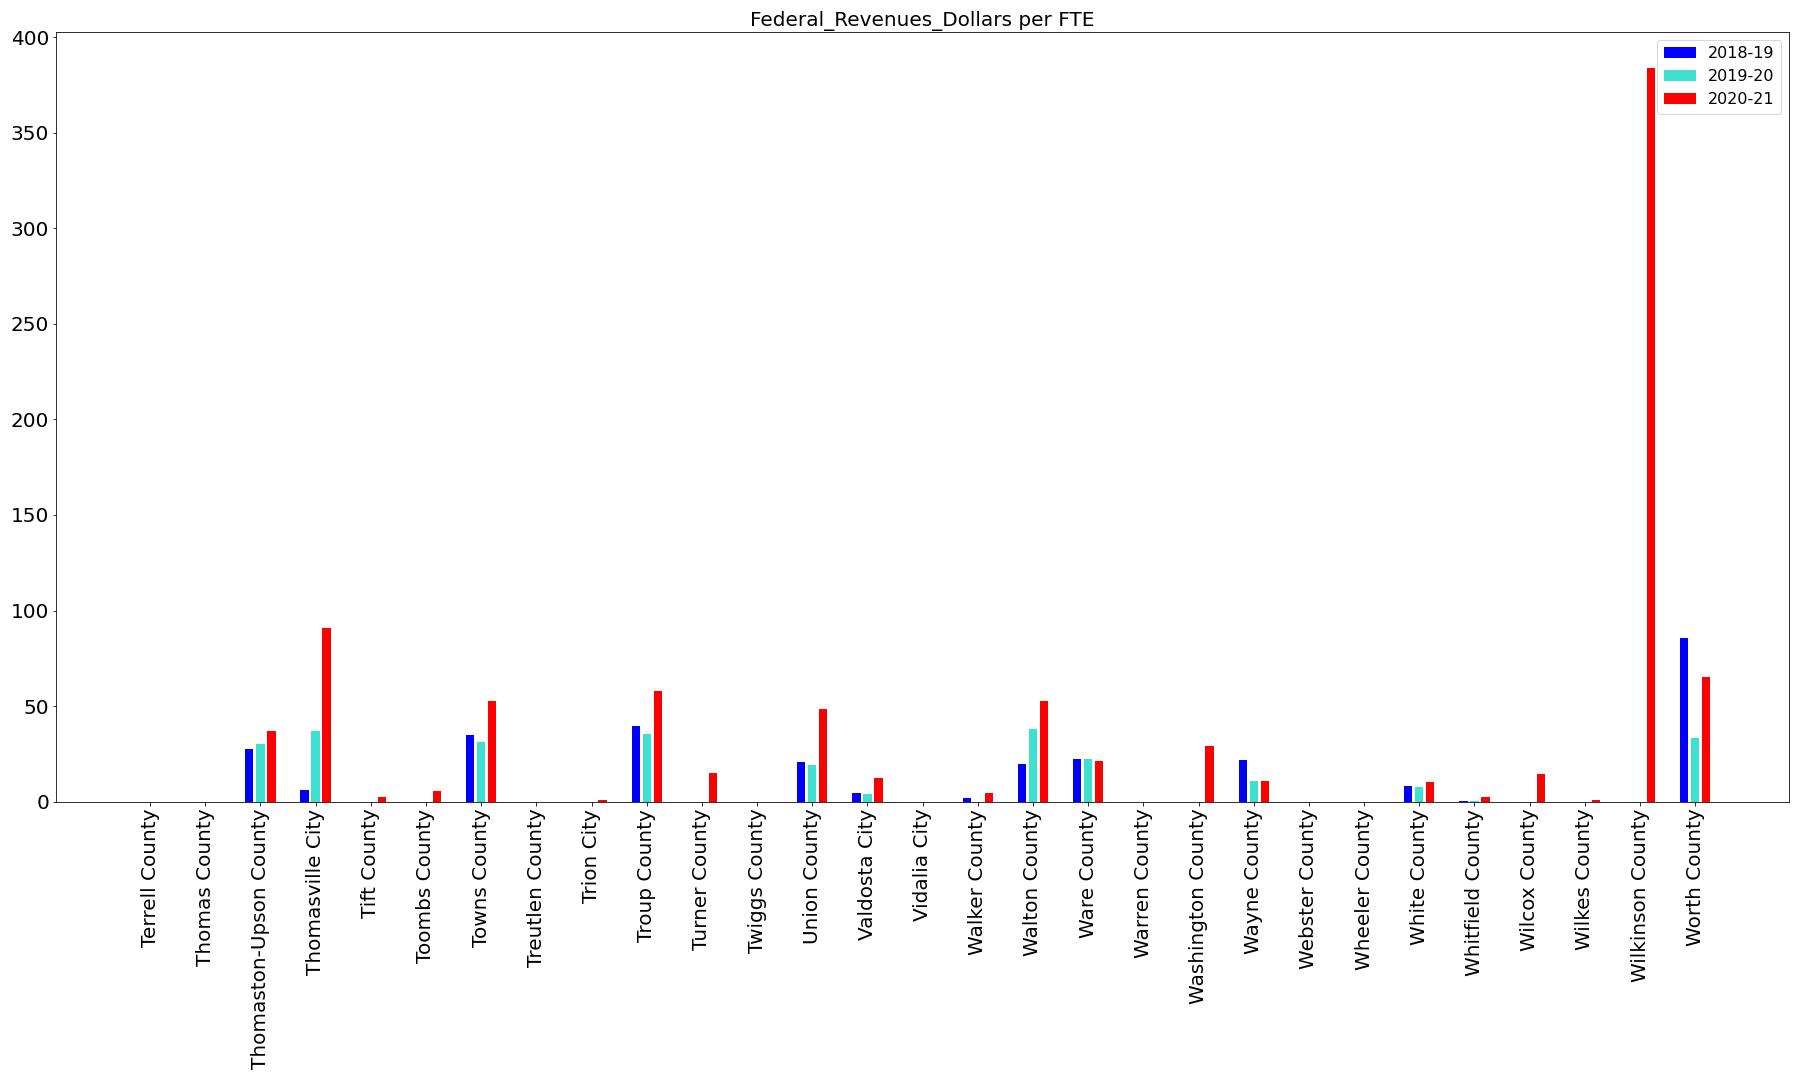 Federal_Revenues_Dollars per FTE
400
350
300
250
200
150
100
50
0
2018-19
2019-20
2020-21
Terrell County
Thomas County
Thomaston-Upson County
Thomasville City
Tift County
Toombs County
Towns County
Treutlen County
Trion City
Troup County
Turner County
Twiggs County
Union County
Valdosta City
Vidalia City
Walker County
Walton County
Ware County
Warren County
Washington County
Wayne County
Webster County
Wheeler County
White County
Whitfield County
Wilcox County
Wilkes County
Wilkinson County
Worth County